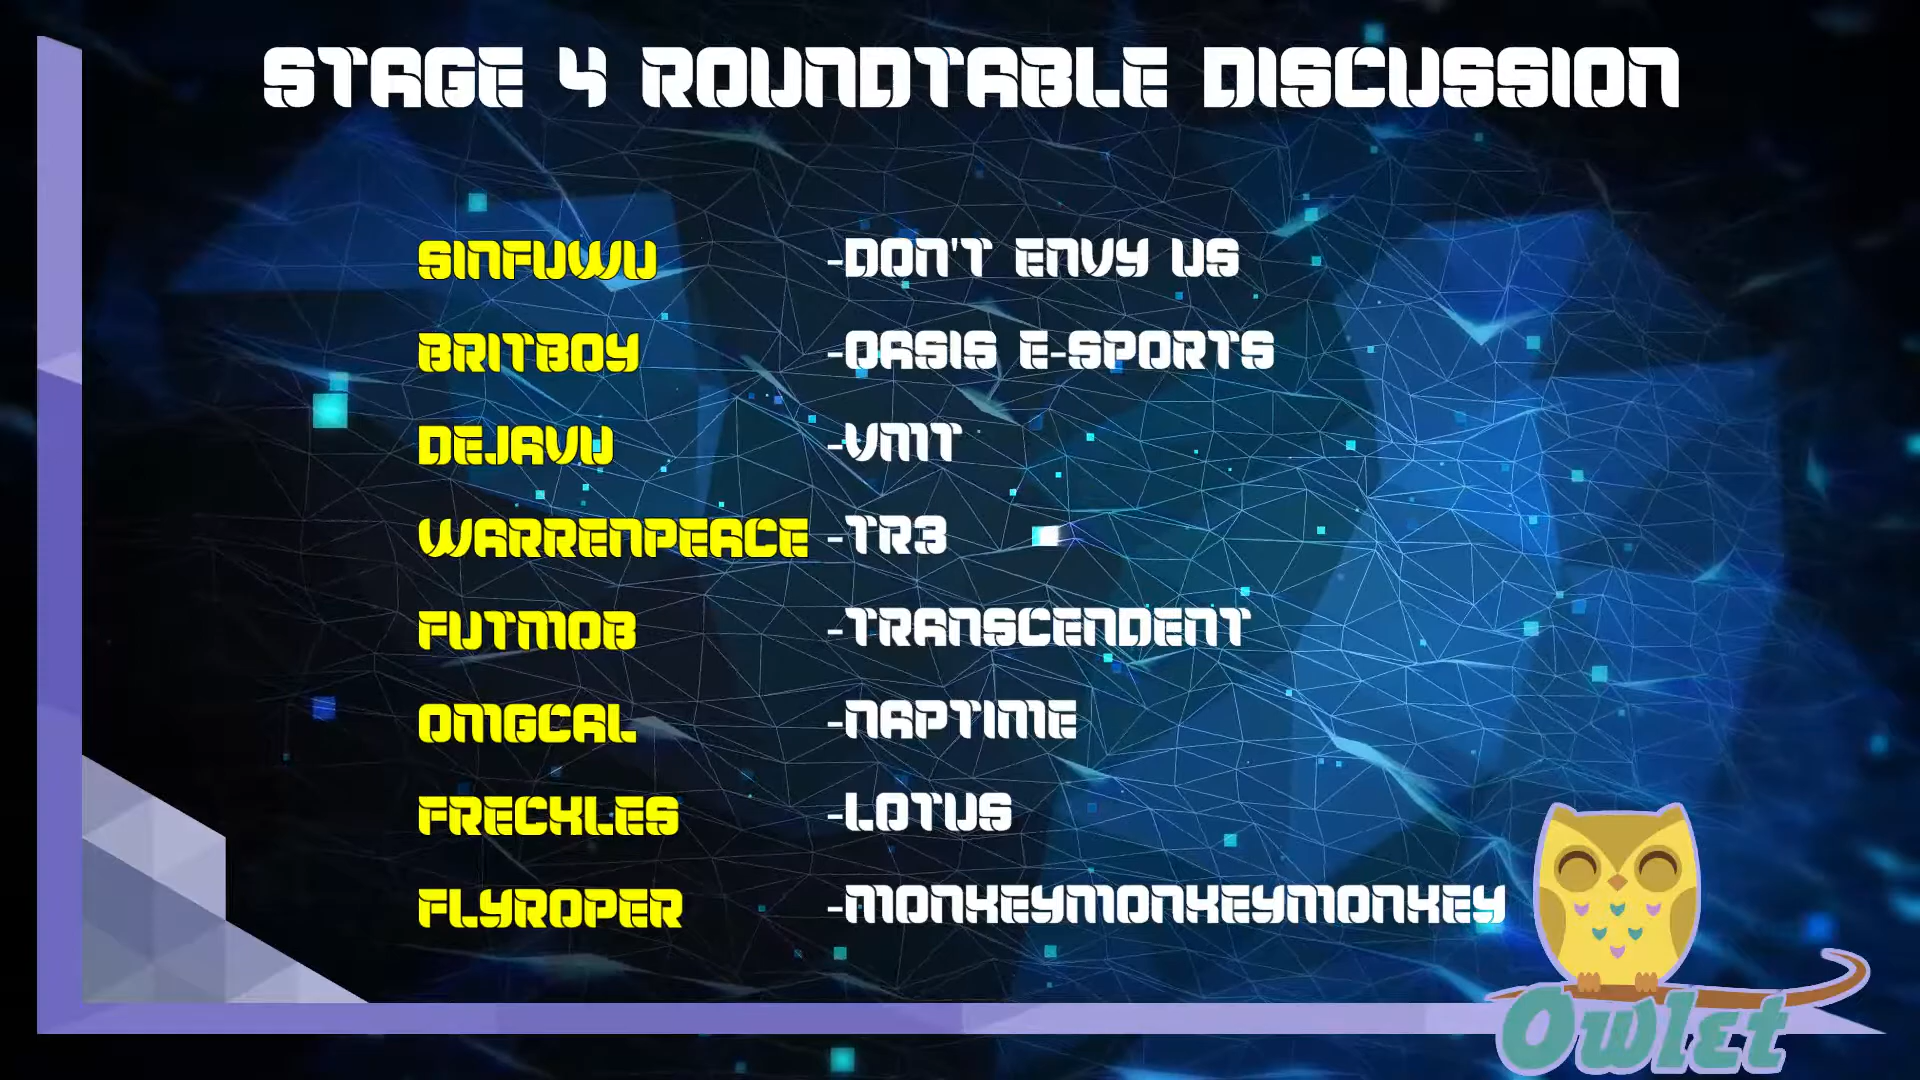 STAGE 4 ROUNDTABLE DISCUSSION
SINFUWU -DON'T ENVY US
BRITBOY -OASIS E-SPORTS
DEJAVU -VMT
WARRENPEACE -TR3
FUTMOB -TRANSCENDENT
OMGCAL -NAPTIME
FRECKLES -LOTUS
FLYROPER -MONKEYMONKEYMONKEY
Owlet